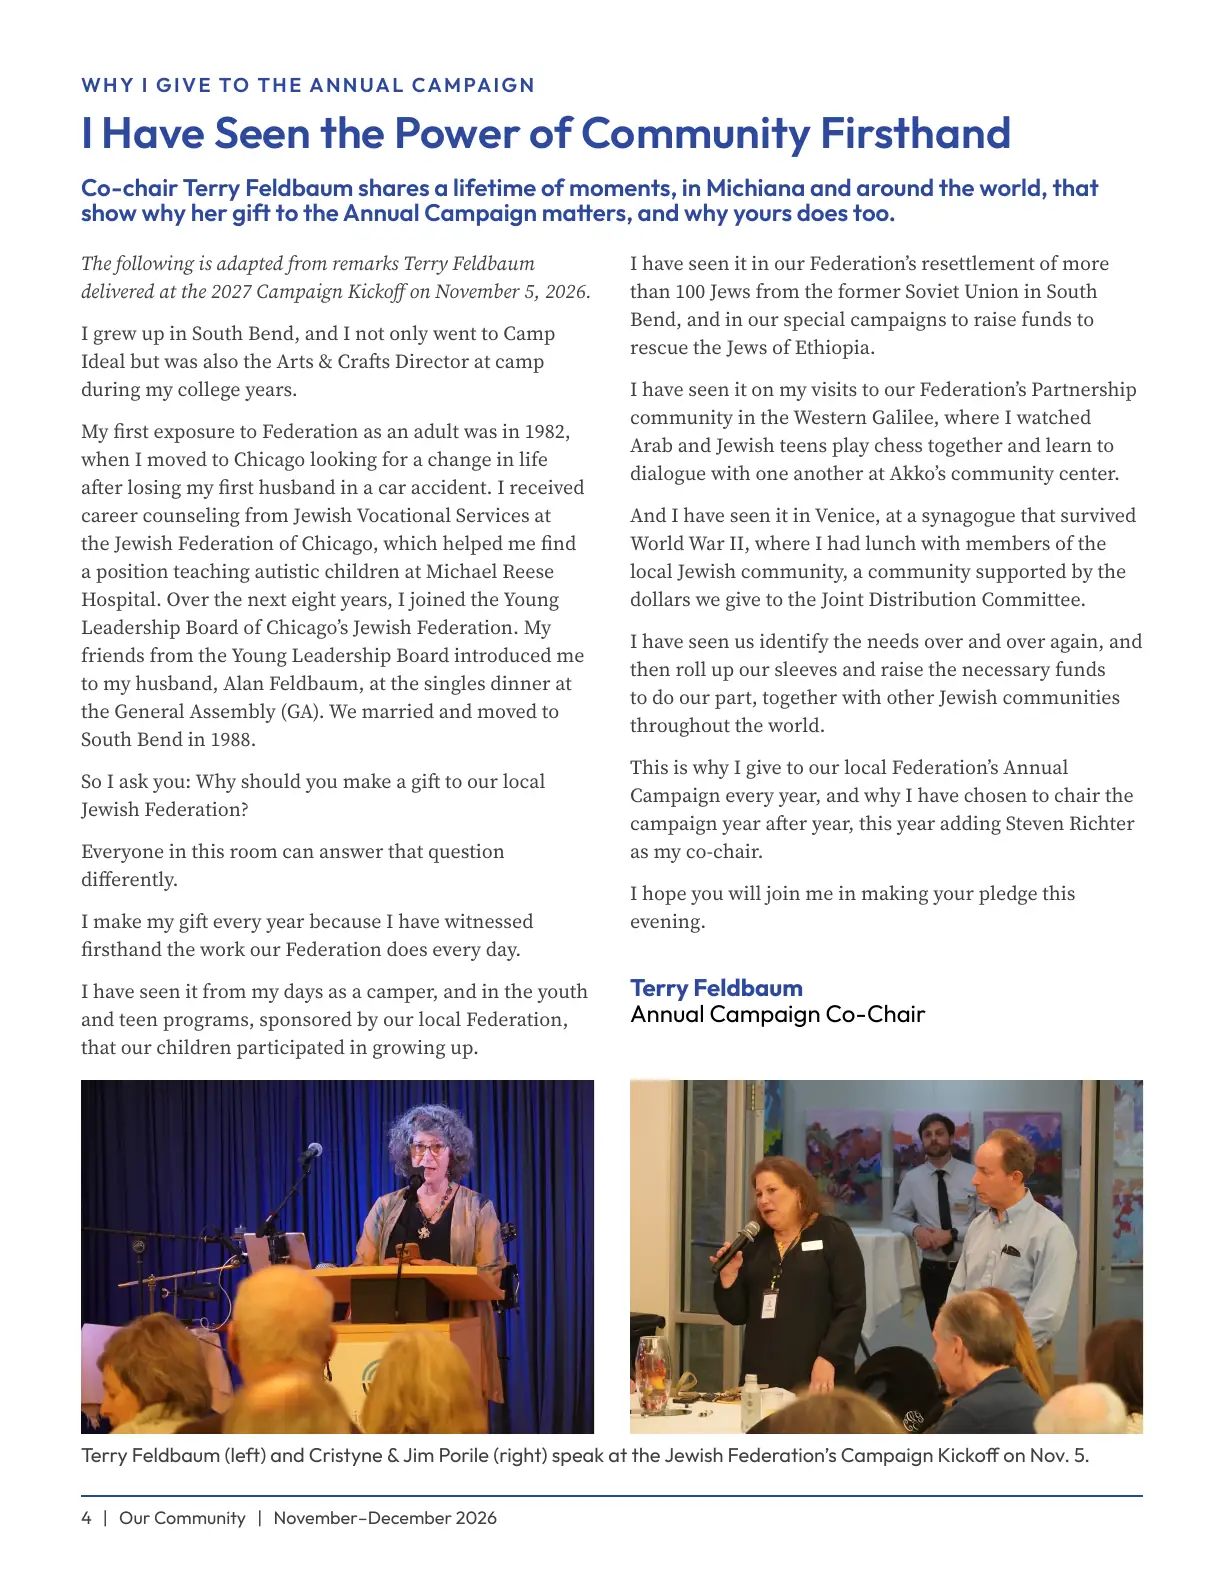 WHY I GIVE TO THE ANNUAL CAMPAIGN
I Have Seen the Power of Community Firsthand
Co-chair Terry Feldbaum shares a lifetime of moments, in Michiana and around the world, that
show why her gift to the Annual Campaign matters, and why yours does too.
The following is adapted from remarks Terry Feldbaum
delivered at the 2027 Campaign Kickoff on November 5, 2026.
I grew up in South Bend, and I not only went to Camp
Ideal but was also the Arts & Crafts Director at camp
during my college years.
My first exposure to Federation as an adult was in 1982,
when I moved to Chicago looking for a change in life
after losing my first husband in a car accident. I received
career counseling from Jewish Vocational Services at
the Jewish Federation of Chicago, which helped me find
a position teaching autistic children at Michael Reese
Hospital. Over the next eight years, I joined the Young
Leadership Board of Chicago’s Jewish Federation. My
friends from the Young Leadership Board introduced me
to my husband, Alan Feldbaum, at the singles dinner at
the General Assembly (GA). We married and moved to
South Bend in 1988.
So I ask you: Why should you make a gift to our local
Jewish Federation?
Everyone in this room can answer that question
differently.
I make my gift every year because I have witnessed
firsthand the work our Federation does every day.
I have seen it from my days as a camper, and in the youth
and teen programs, sponsored by our local Federation,
that our children participated in growing up.
I have seen it in our Federation’s resettlement of more
than 100 Jews from the former Soviet Union in South
Bend, and in our special campaigns to raise funds to
rescue the Jews of Ethiopia.
I have seen it on my visits to our Federation’s Partnership
community in the Western Galilee, where I watched
Arab and Jewish teens play chess together and learn to
dialogue with one another at Akko’s community center.
And I have seen it in Venice, at a synagogue that survived
World War II, where I had lunch with members of the
local Jewish community, a community supported by the
dollars we give to the Joint Distribution Committee.
I have seen us identify the needs over and over again, and
then roll up our sleeves and raise the necessary funds
to do our part, together with other Jewish communities
throughout the world.
This is why I give to our local Federation’s Annual
Campaign every year, and why I have chosen to chair the
campaign year after year, this year adding Steven Richter
as my co-chair.
I hope you will join me in making your pledge this
evening.
Terry Feldbaum
Annual Campaign Co-Chair
Terry Feldbaum (left) and Cristyne & Jim Porile (right) speak at the Jewish Federation’s Campaign Kickoff on Nov. 5.
4 | Our Community | November–December 2026